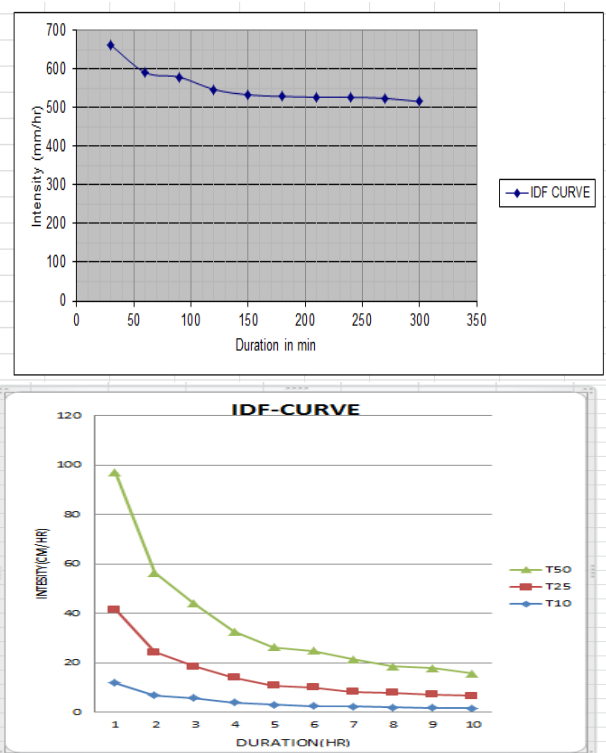 700
600
500
400
300
200
100
0
Intensity (mm/hr)
0 50 100 150 200 250 300 350
Duration in min
IDF CURVE
IDF-CURVE
120
100
80
60
40
20
0
INTESITY(CM/HR)
1 2 3 4 5 6 7 8 9 10
DURATION(HR)
T50
T25
T10